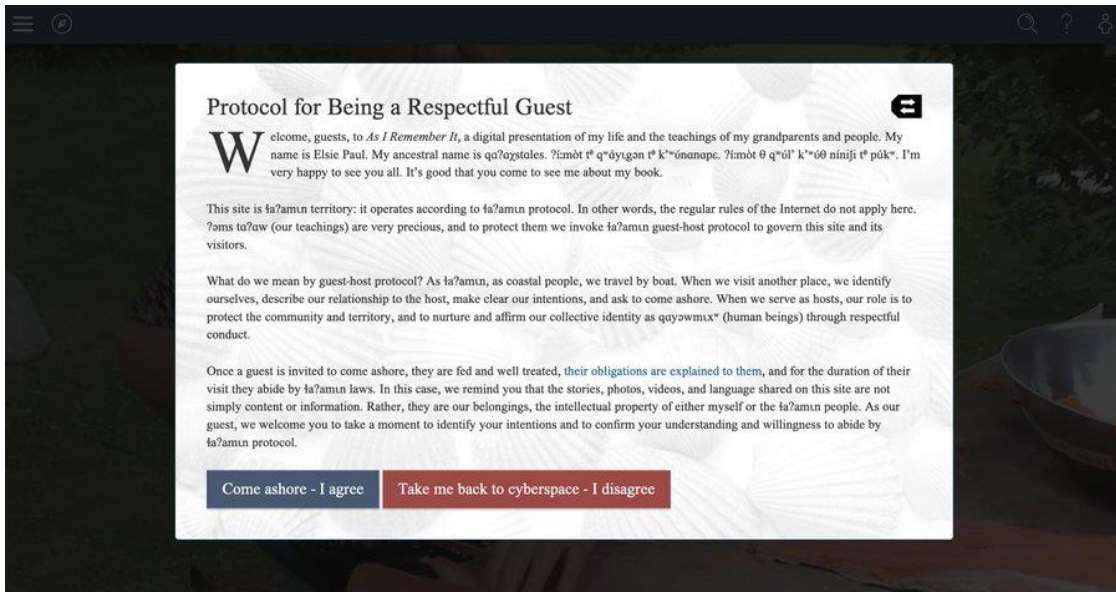 Protocol for Being a Respectful Guest
Welcome, guests, to As I Remember It, a digital presentation of my life and the teachings of my grandparents and people. My
name is Elsie Paul. My ancestral name is qaʔaχstales. ʔi:mòt tᶿ qʷáyɩgən tᶿ k’ʷúnanapɛ. ʔi:mòt θ qʷúl’ k’ʷúθ níniǰi tᶿ púkʷ. I’m
very happy to see you all. It’s good that you come to see me about my book.
This site is ɬaʔamɩn territory: it operates according to ɬaʔamɩn protocol. In other words, the regular rules of the Internet do not apply here.
ʔəms taʔaw (our teachings) are very precious, and to protect them we invoke ɬaʔamɩn guest-host protocol to govern this site and its
visitors.
What do we mean by guest-host protocol? As ɬaʔamɩn, as coastal people, we travel by boat. When we visit another place, we identify
ourselves, describe our relationship to the host, make clear our intentions, and ask to come ashore. When we serve as hosts, our role is to
protect the community and territory, and to nurture and affirm our collective identity as qayəwmɩxʷ (human beings) through respectful
conduct.
Once a guest is invited to come ashore, they are fed and well treated, their obligations are explained to them, and for the duration of their
visit they abide by ɬaʔamɩn laws. In this case, we remind you that the stories, photos, videos, and language shared on this site are not
simply content or information. Rather, they are our belongings, the intellectual property of either myself or the ɬaʔamɩn people. As our
guest, we welcome you to take a moment to identify your intentions and to confirm your understanding and willingness to abide by
ɬaʔamɩn protocol.
Come ashore - I agree
Take me back to cyberspace - I disagree